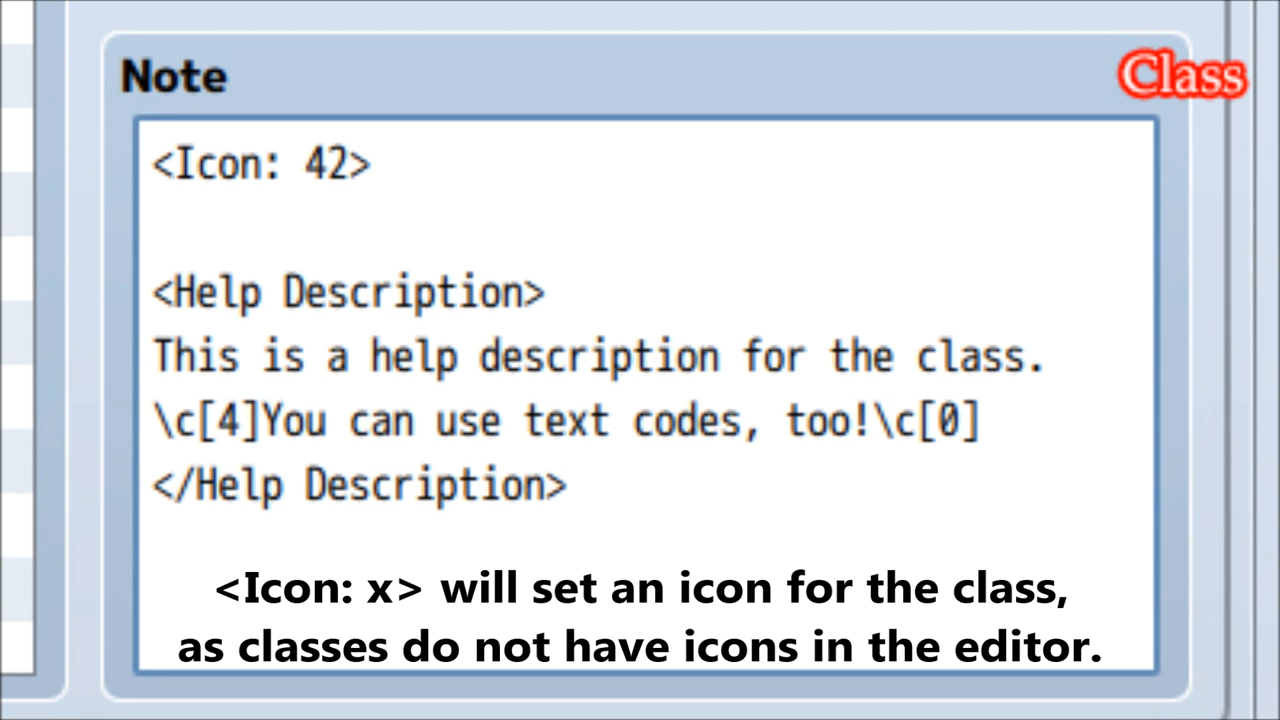 Note
Class
<Icon: 42>
<Help Description>
This is a help description for the class.
\c[4]You can use text codes, too!\c[0]
</Help Description>
<Icon: x> will set an icon for the class,
as classes do not have icons in the editor.